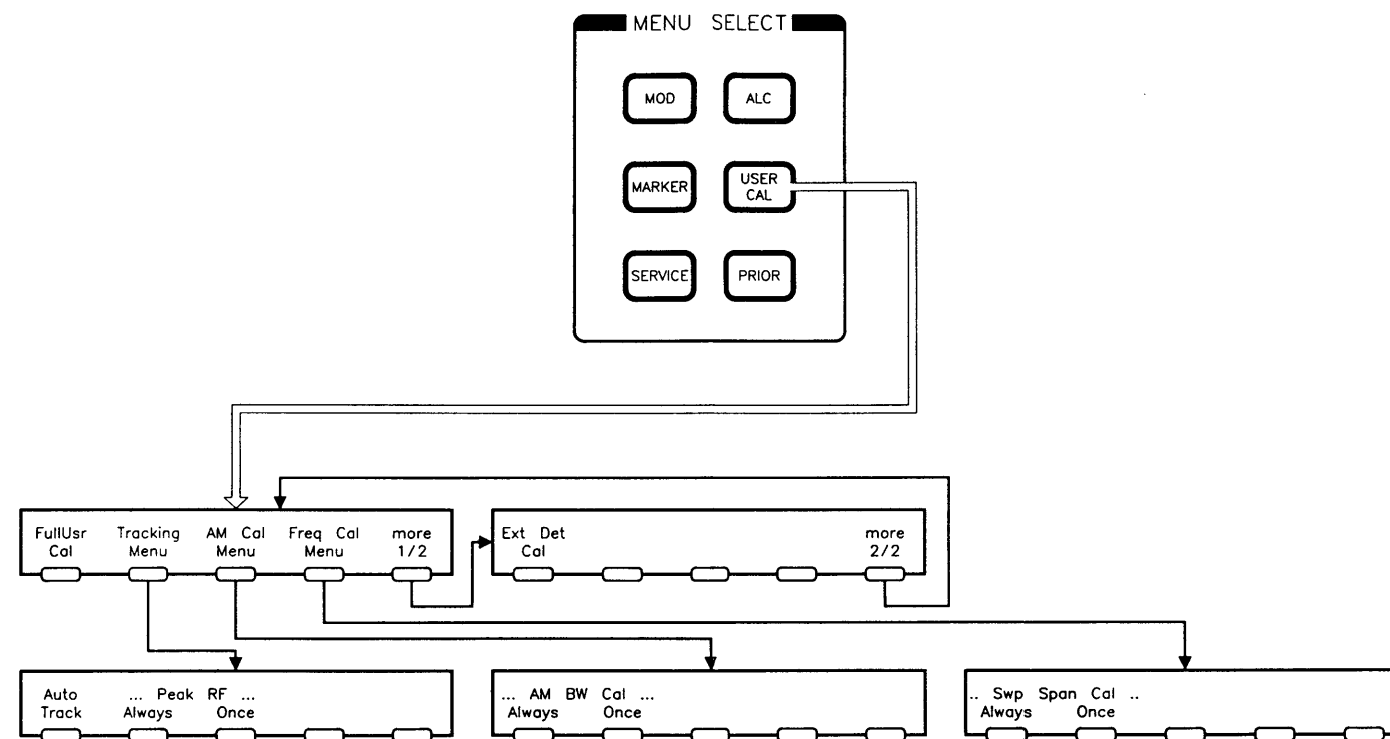 MENU SELECT
MOD ALC
MARKER USER
CAL
SERVICE PRIOR
FullUsr Tracking AM Cal Freq Cal more
Cal Menu Menu Menu 1/2
Ext Det more
Cal 2/2
Auto ... Peak RF ...
Track Always Once
... AM BW Cal ...
Always Once
.. Swp Span Cal ..
Always Once